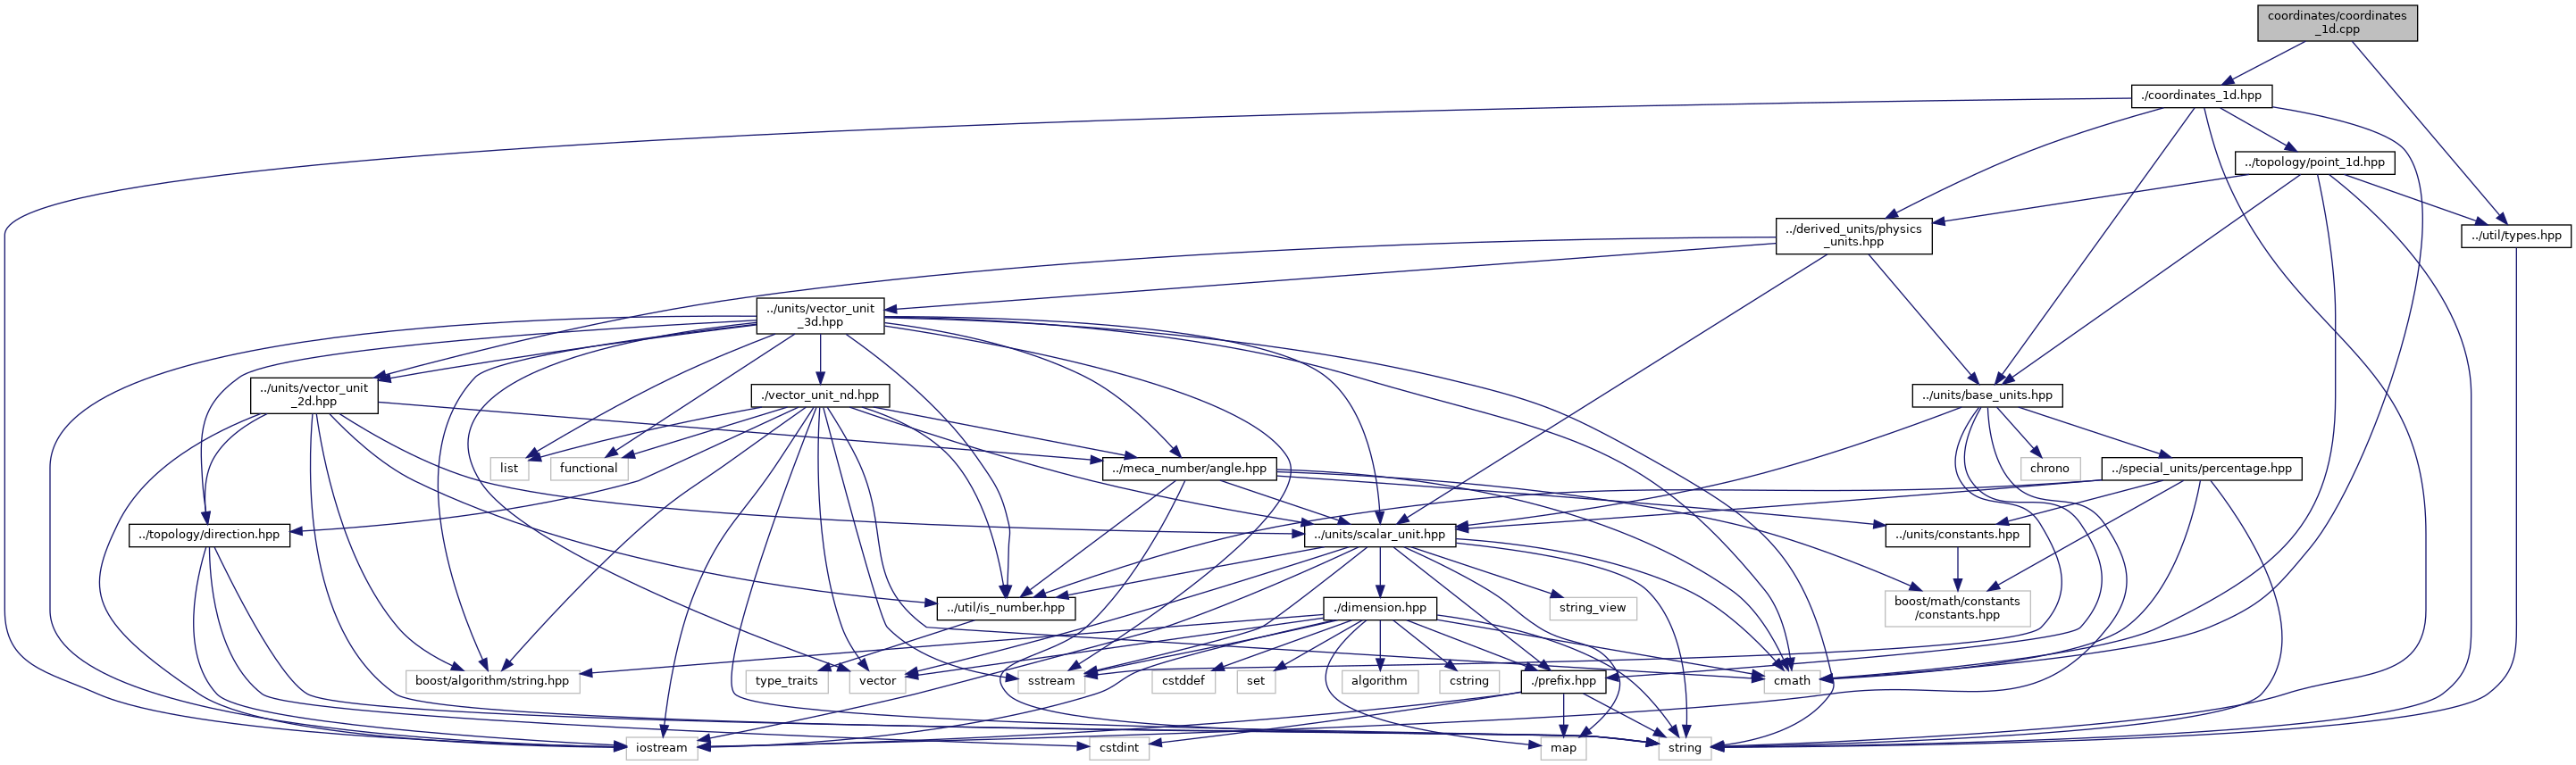 coordinates/coordinates
_1d.cpp
./coordinates_1d.hpp
../topology/point_1d.hpp
../derived_units/physics
_units.hpp
../util/types.hpp
../units/vector_unit
_3d.hpp
../units/vector_unit
_2d.hpp
./vector_unit_nd.hpp
../units/base_units.hpp
list
functional
../meca_number/angle.hpp
chrono
../special_units/percentage.hpp
../topology/direction.hpp
../units/scalar_unit.hpp
../units/constants.hpp
../util/is_number.hpp
./dimension.hpp
string_view
boost/math/constants
/constants.hpp
boost/algorithm/string.hpp
type_traits
vector
sstream
cstddef
set
algorithm
cstring
./prefix.hpp
cmath
iostream
cstdint
map
string